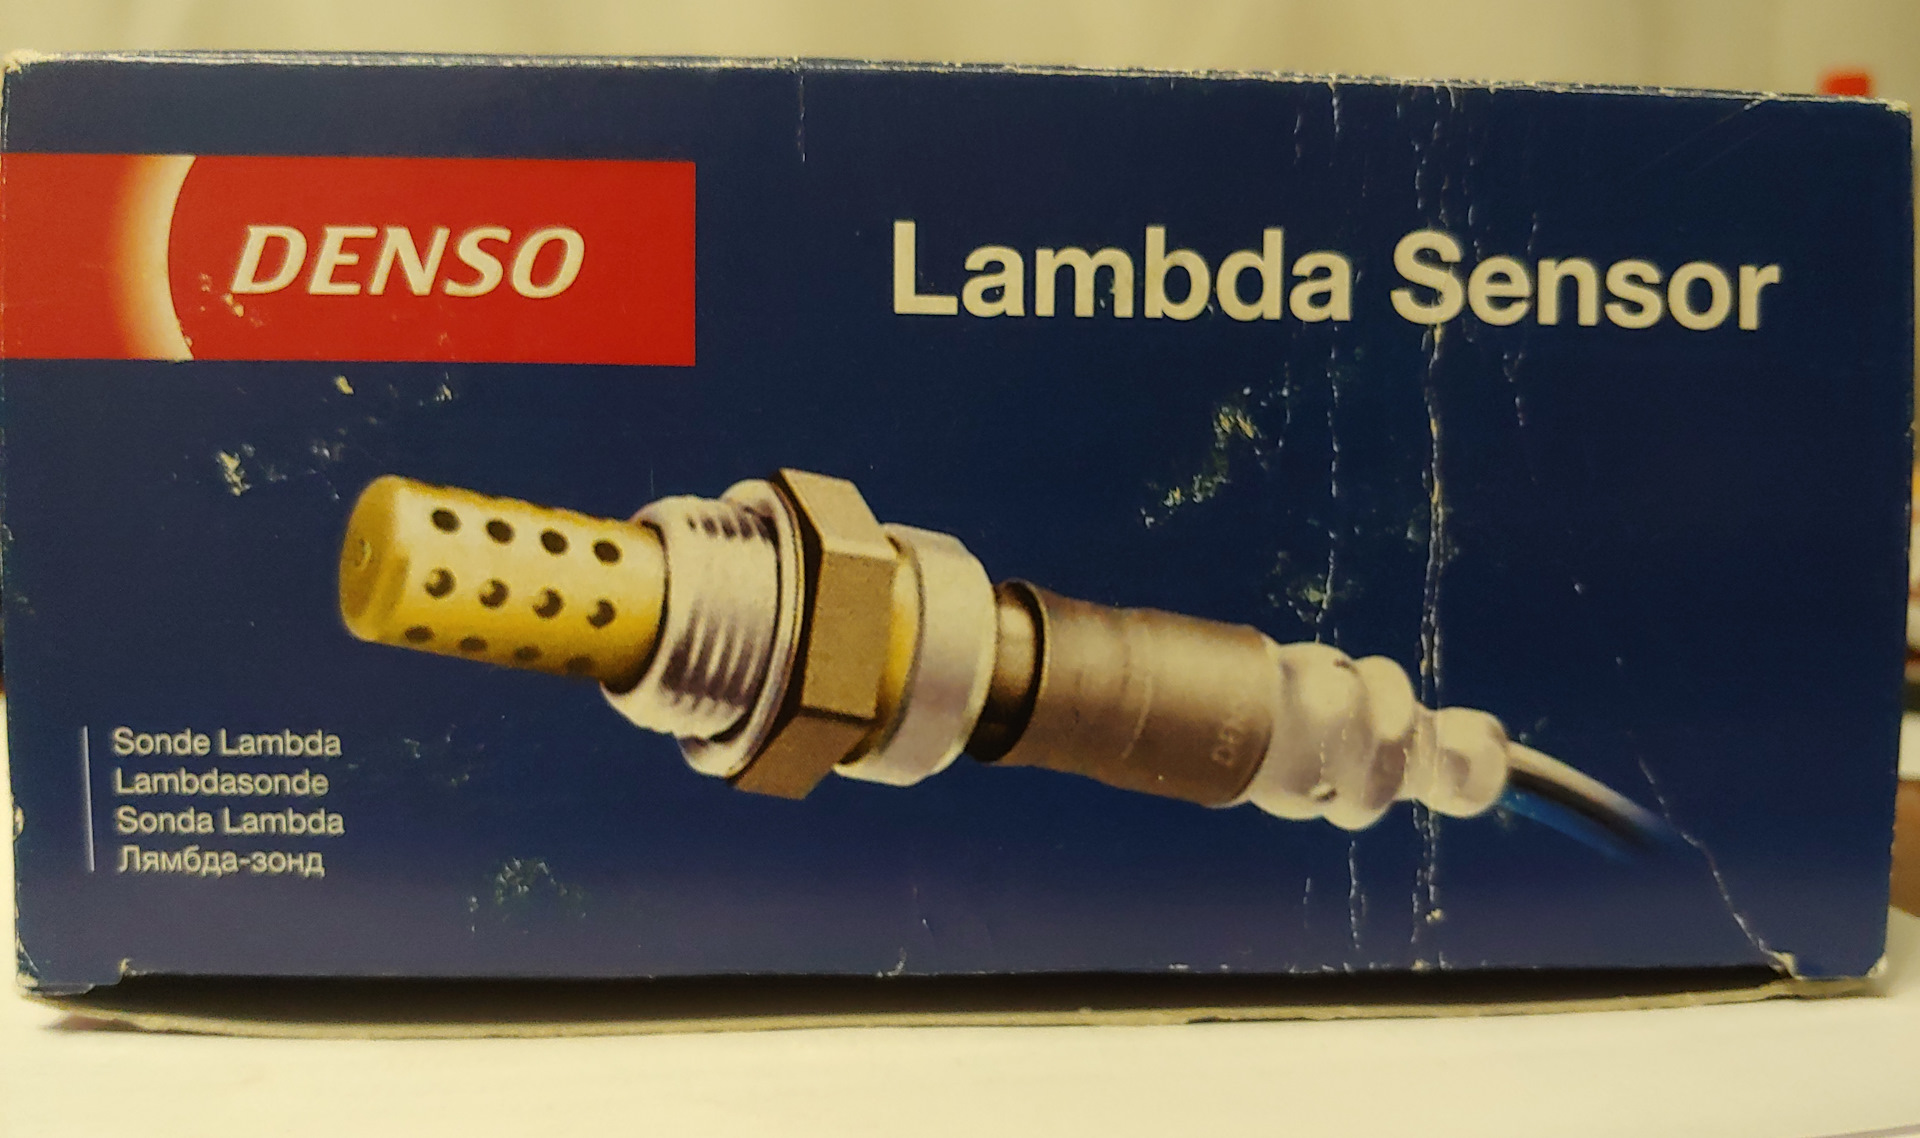 DENSO
Lambda Sensor
Sonde Lambda
Lambdasonde
Sonda Lambda
Лямбда-зонд